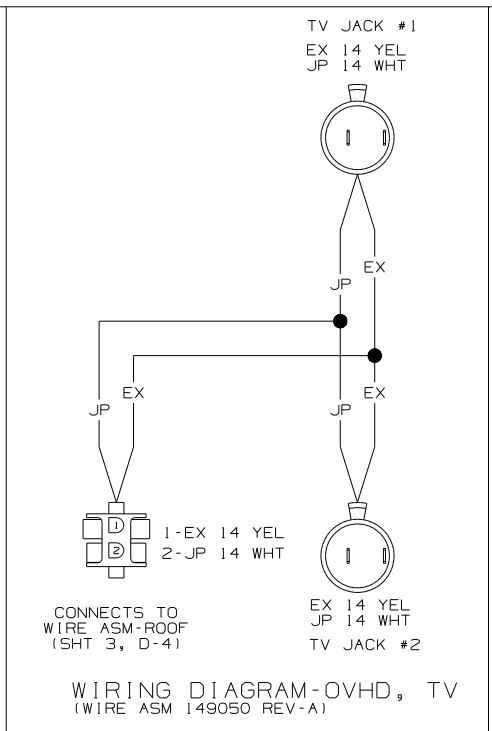 TV JACK #1
EX 14 YEL
JP 14 WHT
EX
JP
EX
EX
JP
JP
1
2
1-EX 14 YEL
2-JP 14 WHT
CONNECTS TO
WIRE ASM-ROOF
(SHT 3, D-4)
EX 14 YEL
JP 14 WHT
TV JACK #2
WIRING DIAGRAM-OVHD, TV
(WIRE ASM 149050 REV-A)